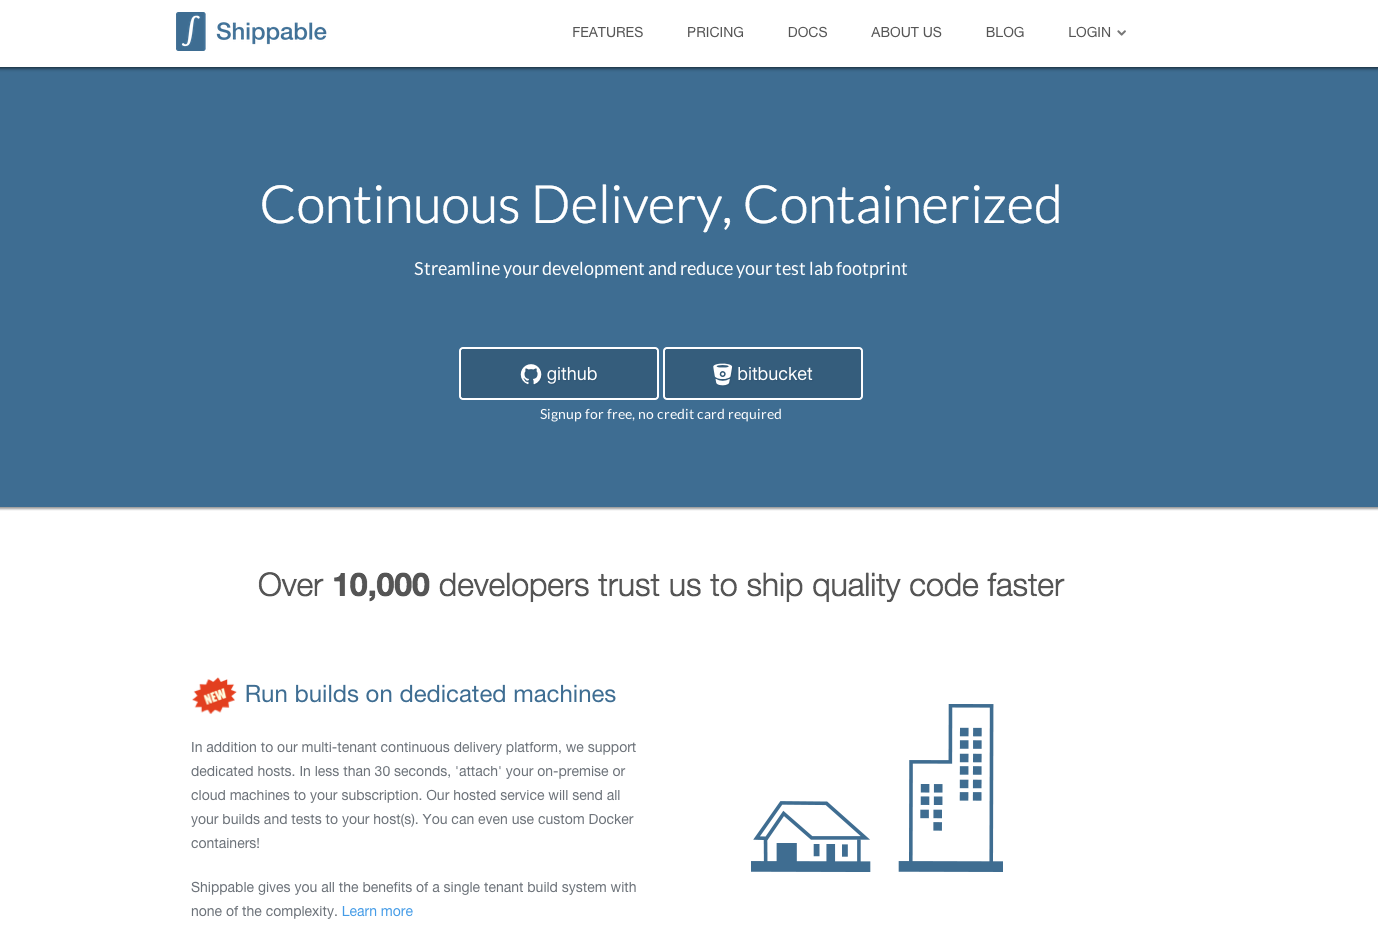 Shippable
FEATURES PRICING DOCS ABOUT US BLOG LOGIN
Continuous Delivery, Containerized
Streamline your development and reduce your test lab footprint
github bitbucket
Signup for free, no credit card required
Over 10,000 developers trust us to ship quality code faster
NEW Run builds on dedicated machines
In addition to our multi-tenant continuous delivery platform, we support
dedicated hosts. In less than 30 seconds, 'attach' your on-premise or
cloud machines to your subscription. Our hosted service will send all
your builds and tests to your host(s). You can even use custom Docker
containers!
Shippable gives you all the benefits of a single tenant build system with
none of the complexity. Learn more